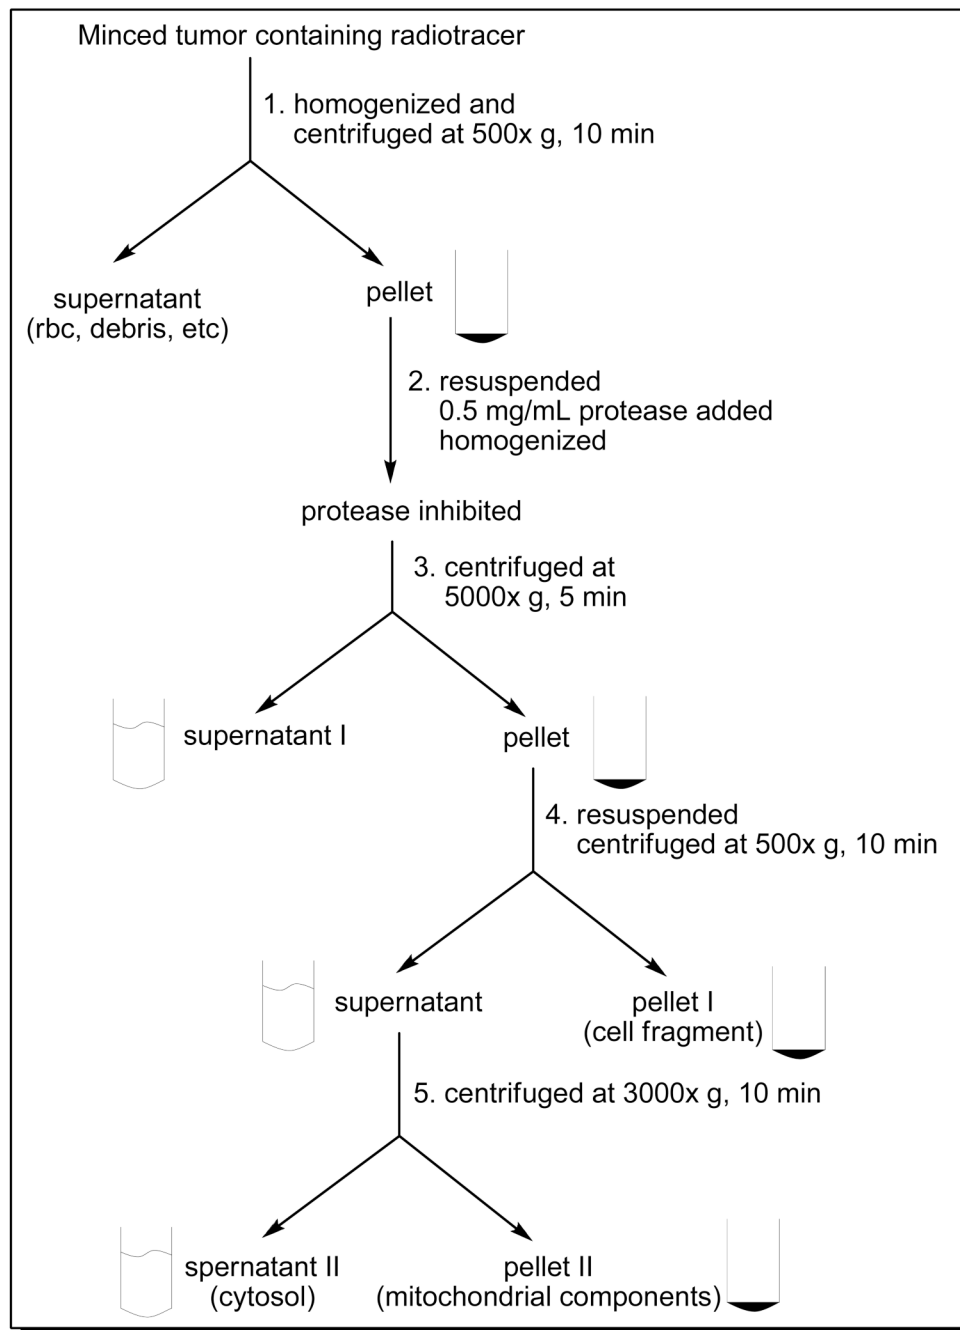 Minced tumor containing radiotracer
1. homogenized and
centrifuged at 500x g, 10 min
supernatant
(rbc, debris, etc)
pellet
2. resuspended
0.5 mg/mL protease added
homogenized
protease inhibited
3. centrifuged at
5000x g, 5 min
supernatant I
pellet
4. resuspended
centrifuged at 500x g, 10 min
supernatant
pellet I
(cell fragment)
5. centrifuged at 3000x g, 10 min
spernatant II
(cytosol)
pellet II
(mitochondrial components)